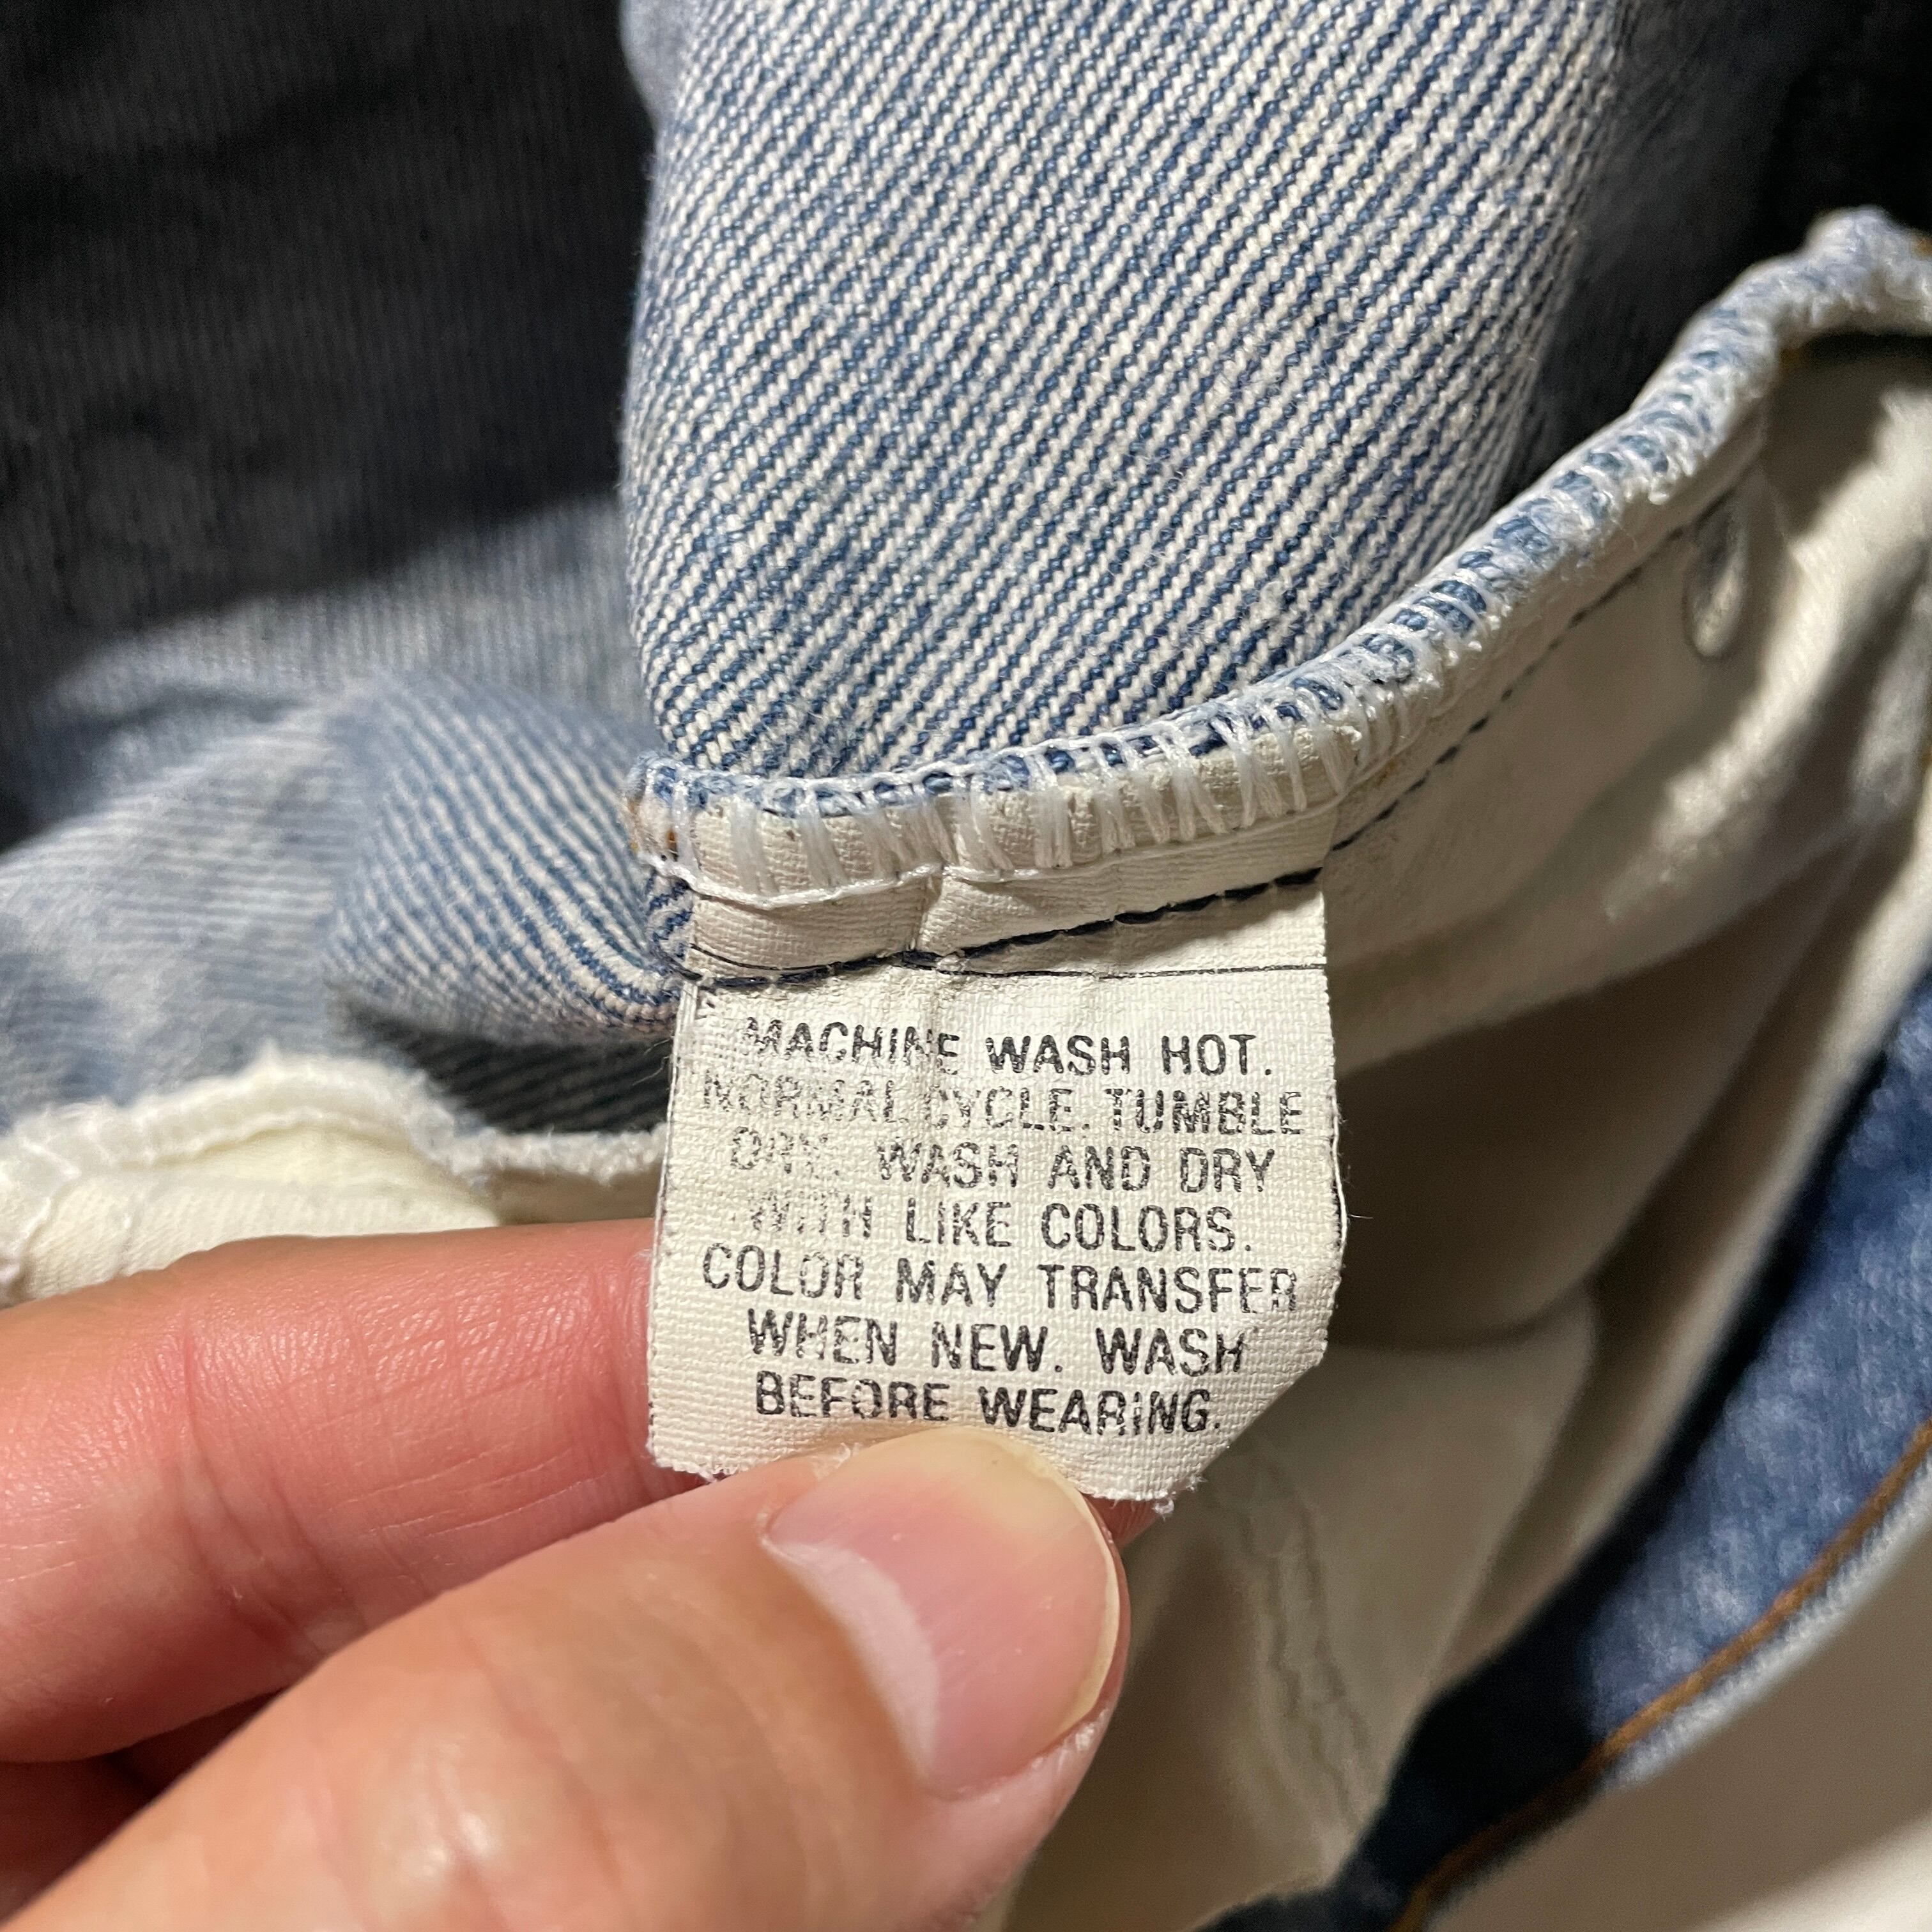 MACHINE WASH HOT.
NORMAL CYCLE. TUMBLE
DRY. WASH AND DRY
WITH LIKE COLORS.
COLOR MAY TRANSFER
WHEN NEW. WASH
BEFORE WEARING.